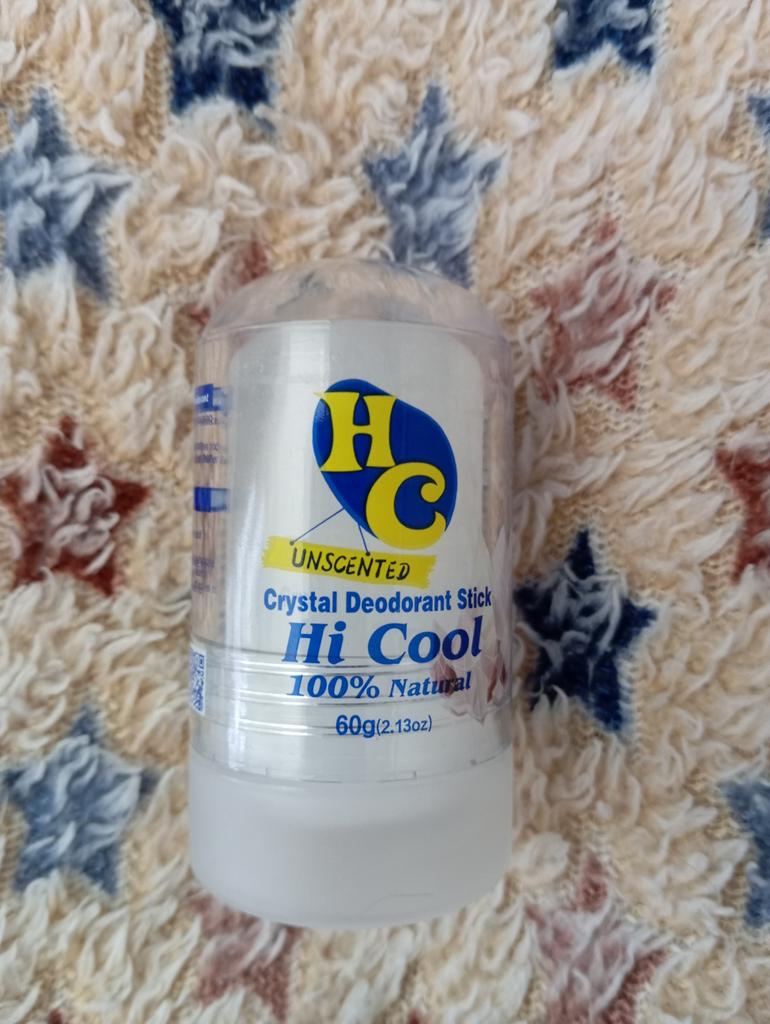 HC
UNSCENTED
Crystal Deodorant Stick
Hi Cool
100% Natural
60g(2.13oz)